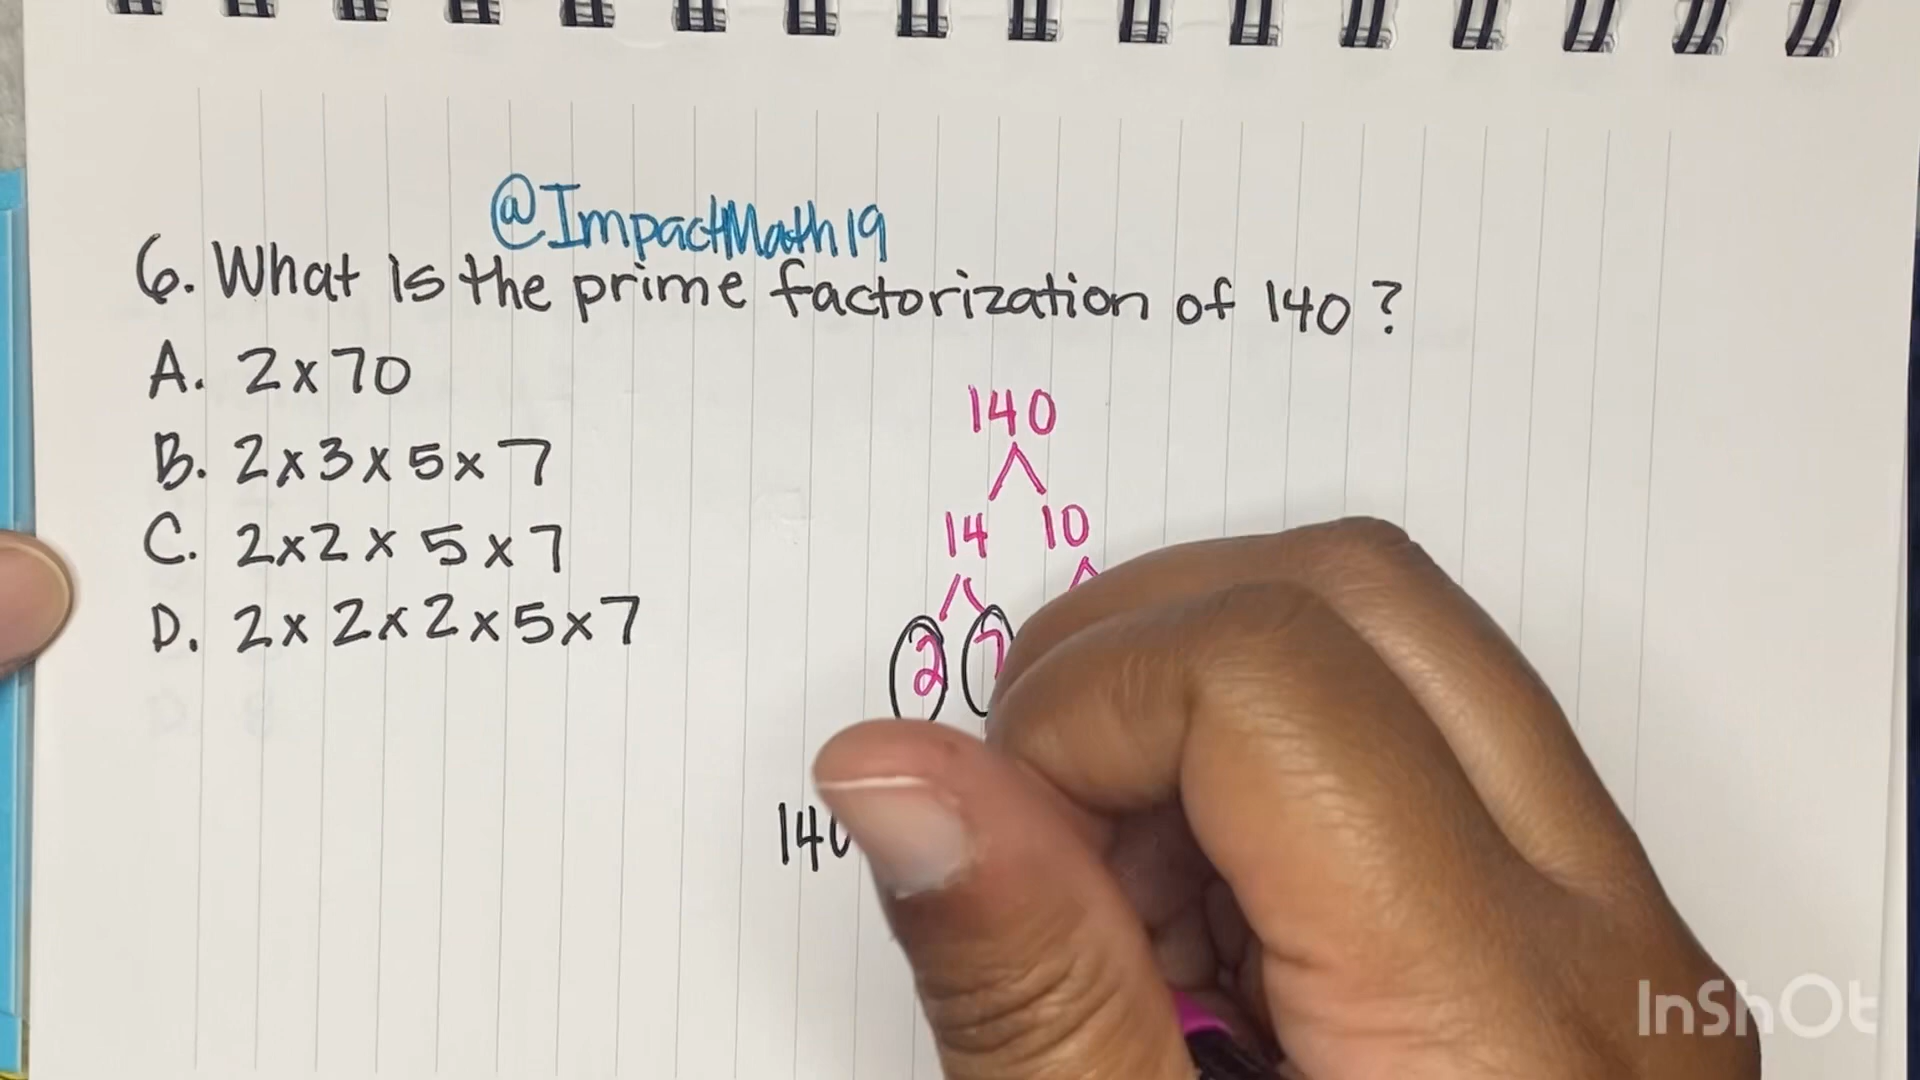 @ImpactMath19
6. What is the prime factorization of 140?
A. 2x70
B. 2x3x5x7
C. 2x2x5x7
D. 2x2x2x5x7
140
14 10
2 7
140
InShOt